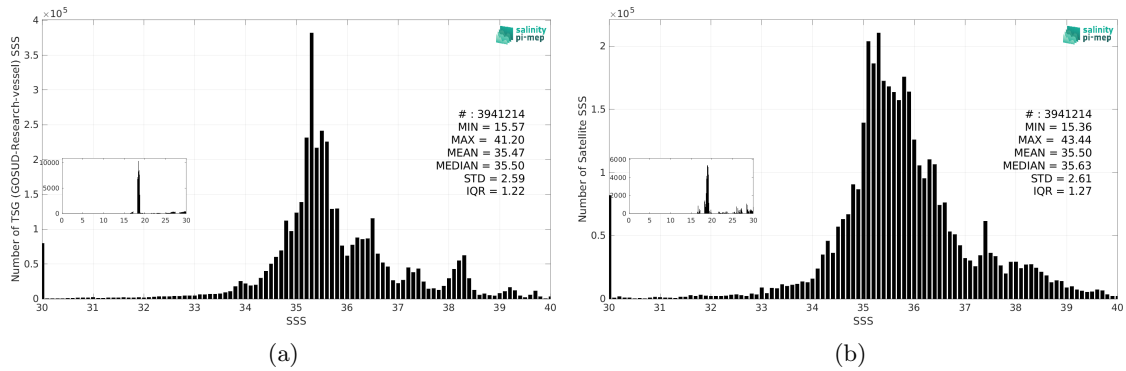 ×10⁵
4
3.5
3
2.5
2
1.5
1
0.5
0
Number of TSG (GOSUD-Research-vessel) SSS
salinity
pi-mep
# : 3941214
MIN = 15.57
MAX = 41.20
MEAN = 35.47
MEDIAN = 35.50
STD = 2.59
IQR = 1.22
10000
5000
0
0 5 10 15 20 25 30
30 31 32 33 34 35 36 37 38 39 40
SSS
(a)
×10⁵
2
1.5
1
0.5
0
Number of Satellite SSS
salinity
pi-mep
# : 3941214
MIN = 15.36
MAX = 43.44
MEAN = 35.50
MEDIAN = 35.63
STD = 2.61
IQR = 1.27
6000
4000
2000
0
0 5 10 15 20 25 30
30 31 32 33 34 35 36 37 38 39 40
SSS
(b)